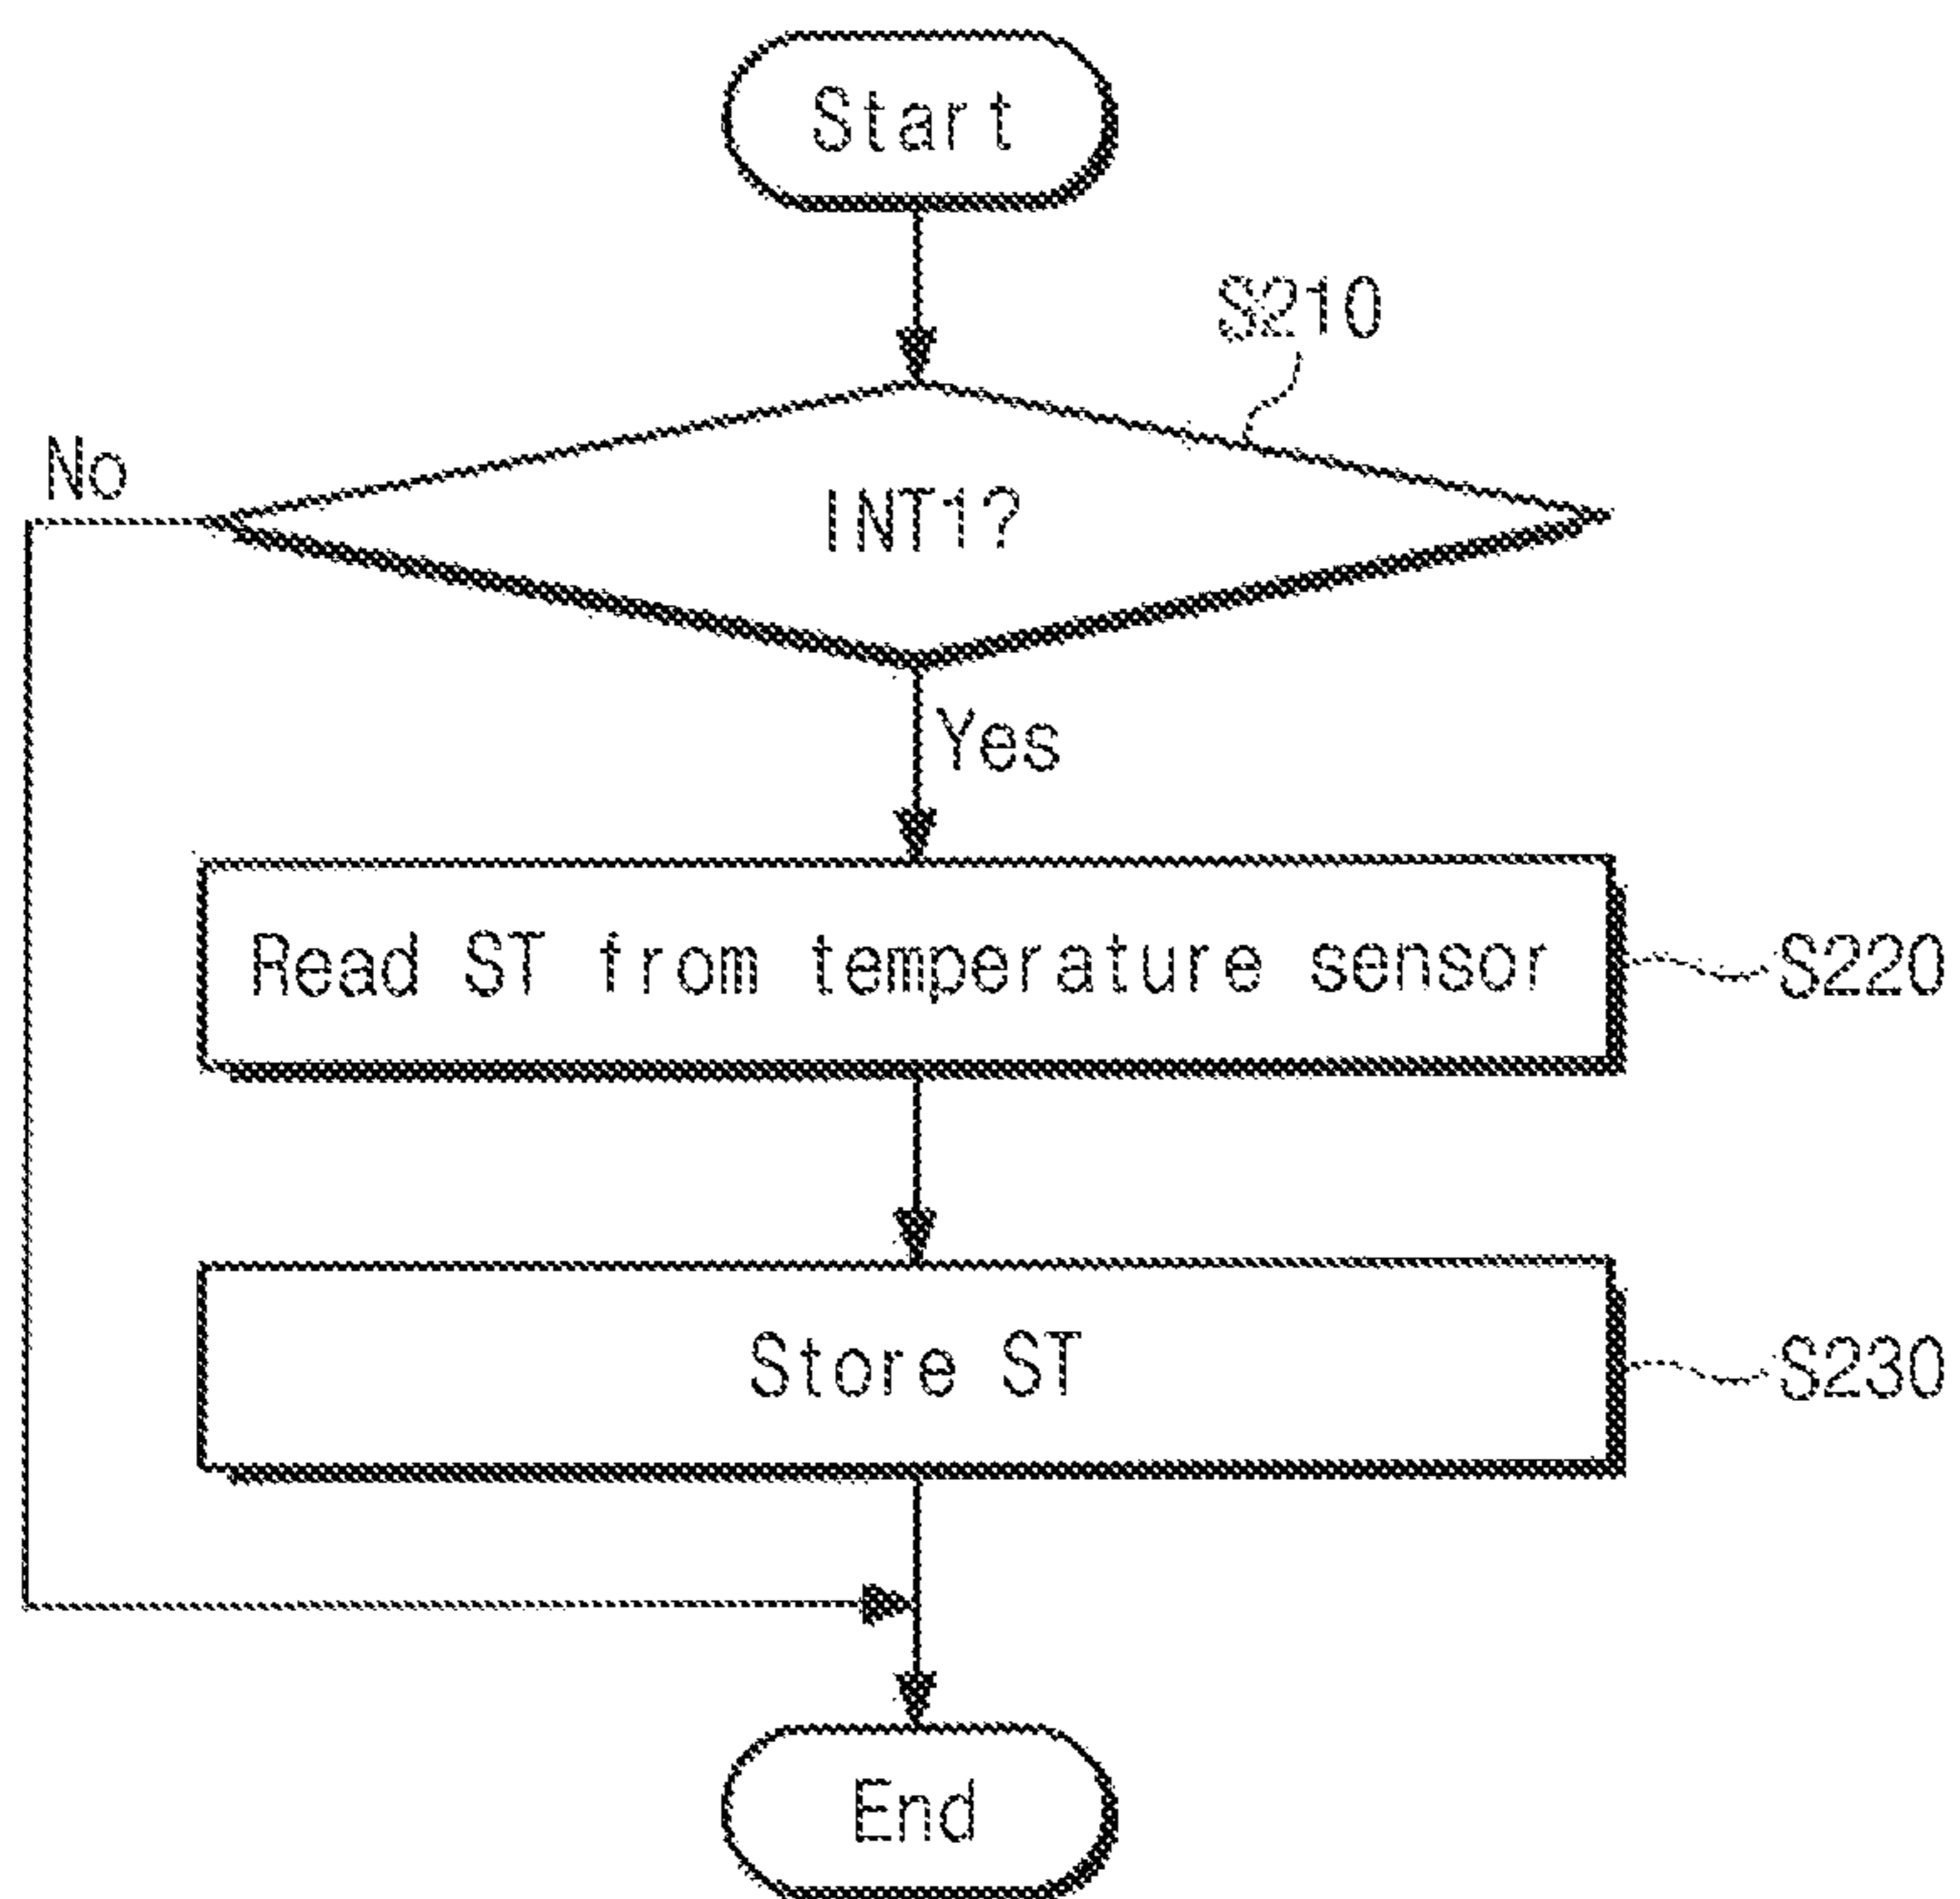 Start
S210
No
INT1?
Yes
Read ST from temperature sensor
S220
Store ST
S230
End